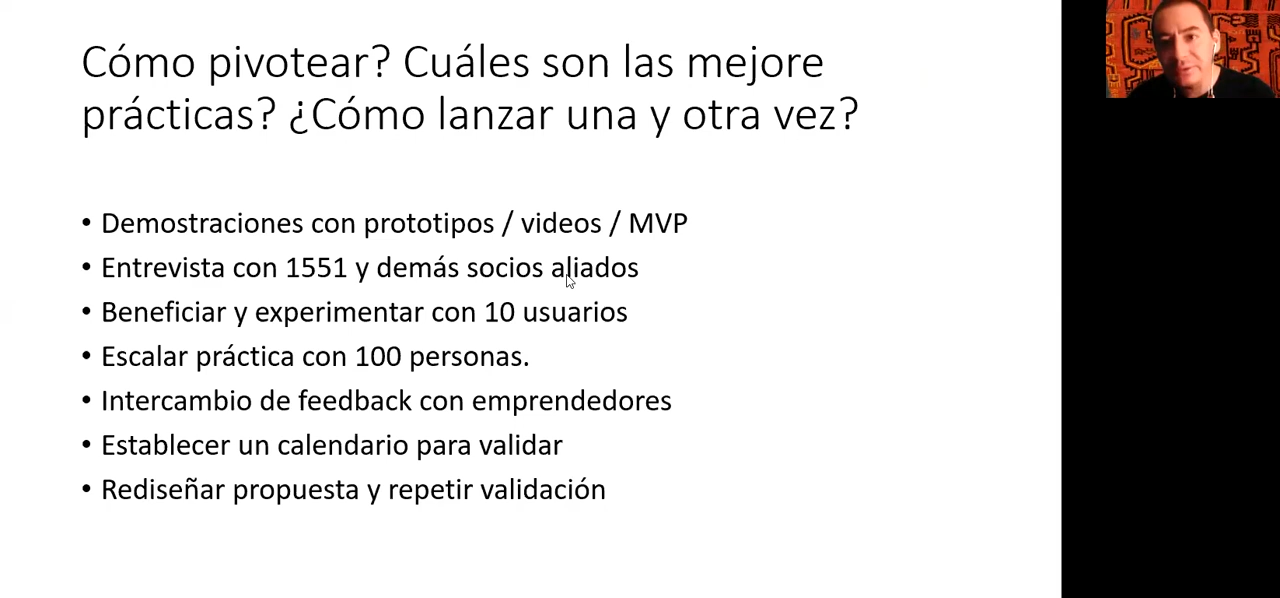 Cómo pivotear? Cuáles son las mejore
prácticas? ¿Cómo lanzar una y otra vez?
• Demostraciones con prototipos / videos / MVP
• Entrevista con 1551 y demás socios aliados
• Beneficiar y experimentar con 10 usuarios
• Escalar práctica con 100 personas.
• Intercambio de feedback con emprendedores
• Establecer un calendario para validar
• Rediseñar propuesta y repetir validación